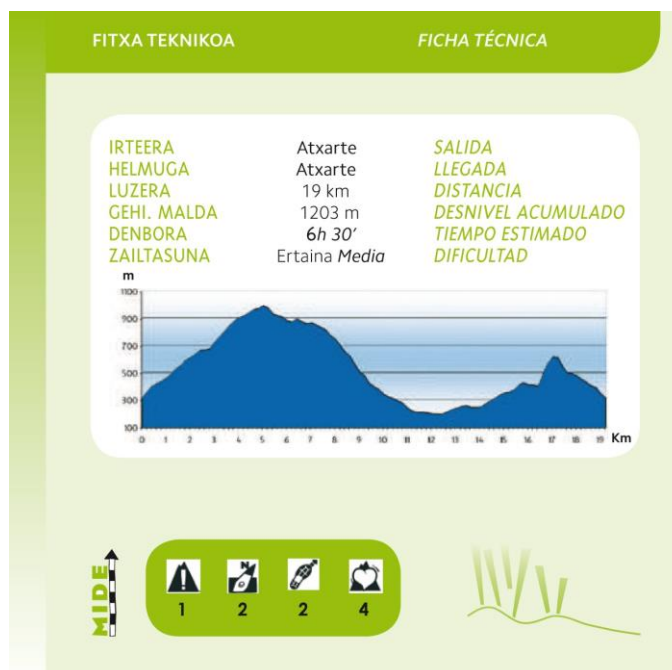 FITXA TEKNIKOA FICHA TÉCNICA
IRTEERA Atxarte SALIDA
HELMUGA Atxarte LLEGADA
LUZERA 19 km DISTANCIA
GEHI. MALDA 1203 m DESNIVEL ACUMULADO
DENBORA 6h 30’ TIEMPO ESTIMADO
ZAILTASUNA Ertaina Media DIFICULTAD
m
1100
900
700
500
300
100
0 1 2 3 4 5 6 7 8 9 10 11 12 13 14 15 16 17 18 19 Km
MIDE
N
1 2 2 4